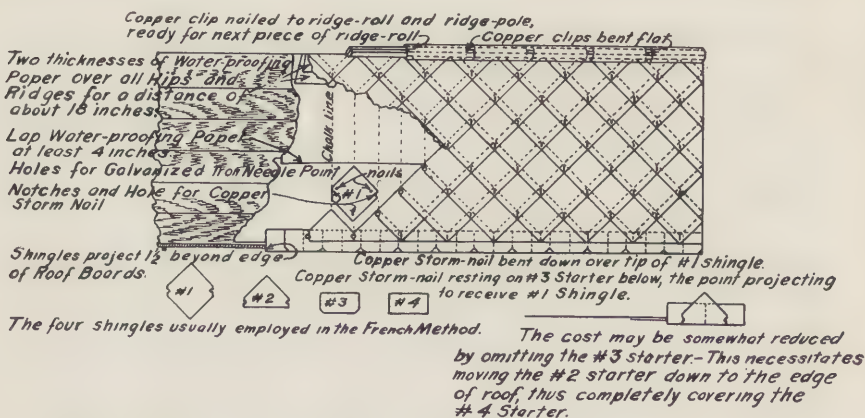 Copper clip nailed to ridge-roll and ridge-pole,
ready for next piece of ridge-roll
Copper clips bent flat
Two thicknesses of Water-proofing
Paper over all Hips and
Ridges for a distance of
about 18 inches
Chalk-line
Lap Water-proofing Paper
at least 4 inches
Holes for Galvanized Iron Needle Point nails
Notches and Hole for Copper
Storm Nail
#1
Shingles project 1½" beyond edge
of Roof Boards.
Copper Storm-nail bent down over tip of #1 shingle.
Copper Storm-nail resting on #3 Starter below, the point projecting
to receive #1 Shingle.
#1
#2
#3
#4
The four shingles usually employed in the French Method.
The cost may be somewhat reduced
by omitting the #3 starter.- This necessitates
moving the #2 starter down to the edge
of roof, thus completely covering the
#4 Starter.